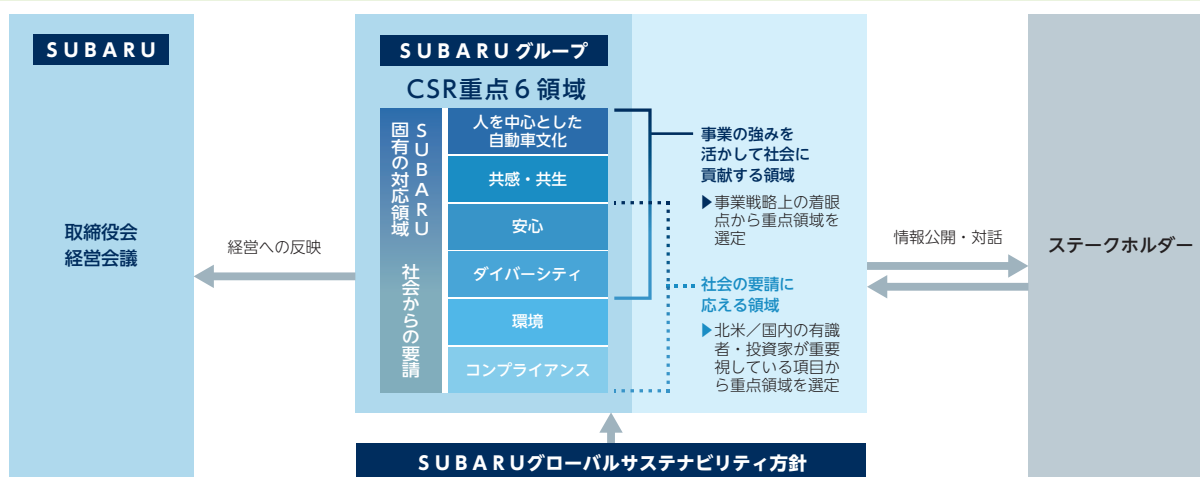 SUBARU
取締役会
経営会議
経営への反映
SUBARUグループ
CSR重点6領域
SUBARU
固有の対応領域
社会からの要請
人を中心とした
自動車文化
共感・共生
安心
ダイバーシティ
環境
コンプライアンス
事業の強みを
活かして社会に
貢献する領域
▶事業戦略上の着眼
点から重点領域を
選定
社会の要請に
応える領域
▶北米／国内の有識
者・投資家が重要
視している項目か
ら重点領域を選定
情報公開・対話
ステークホルダー
SUBARUグローバルサステナビリティ方針